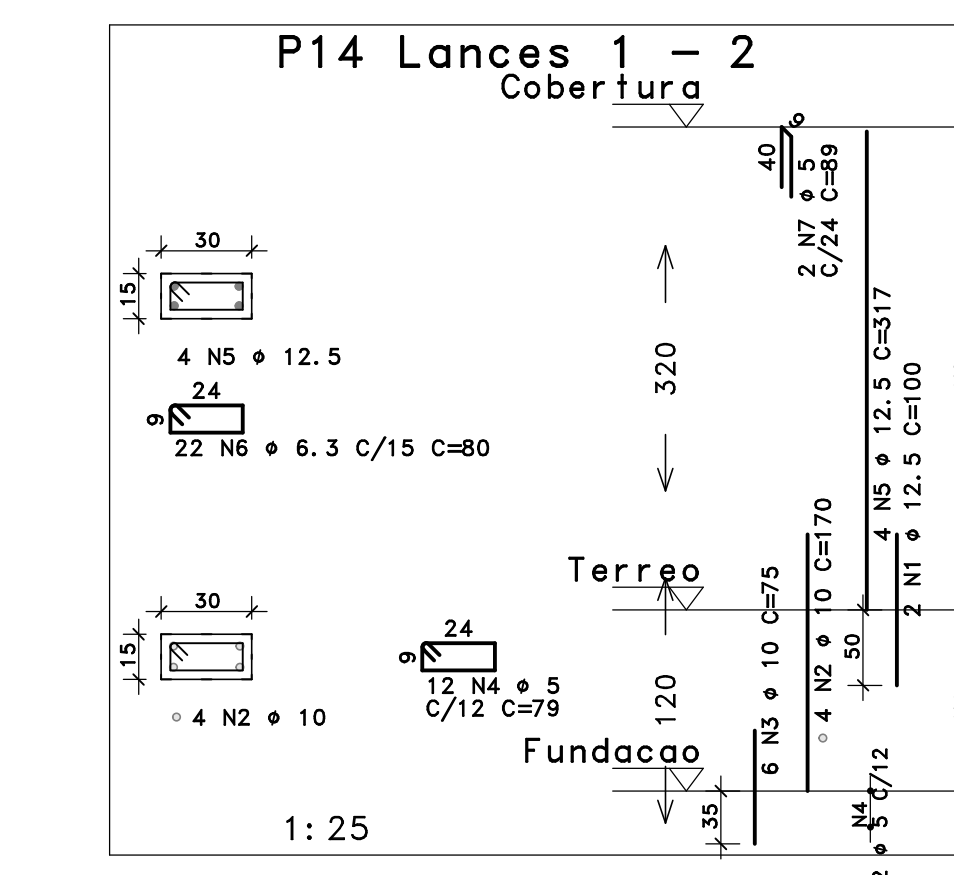 P14 Lances 1 - 2
Cobertura
6
40
2 N7 ø 5
C/24 C=89
30
15
4 N5 ø 12.5
24
9
22 N6 ø 6.3 C/15 C=80
320
4 N5 ø 12.5 C=317
2 N1 ø 12.5 C=100
Terreo
30
15
4 N2 ø 10
24
9
12 N4 ø 5
C/12 C=79
120
6 N3 ø 10 C=75
4 N2 ø 10 C=170
50
Fundacao
35
N4
ø 5 C/12
1:25